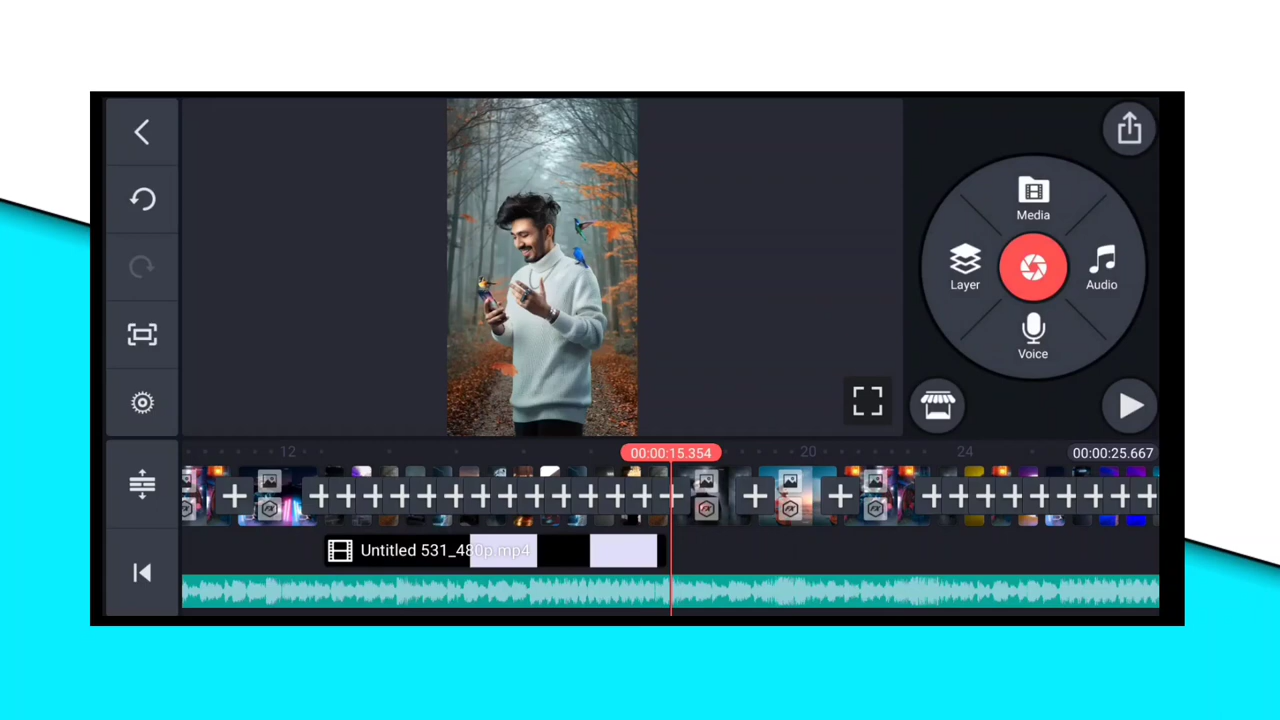 Media
Layer
Audio
Voice
12
00:00:15.354
20
24
00:00:25.667
Untitled 531_480p.mp4